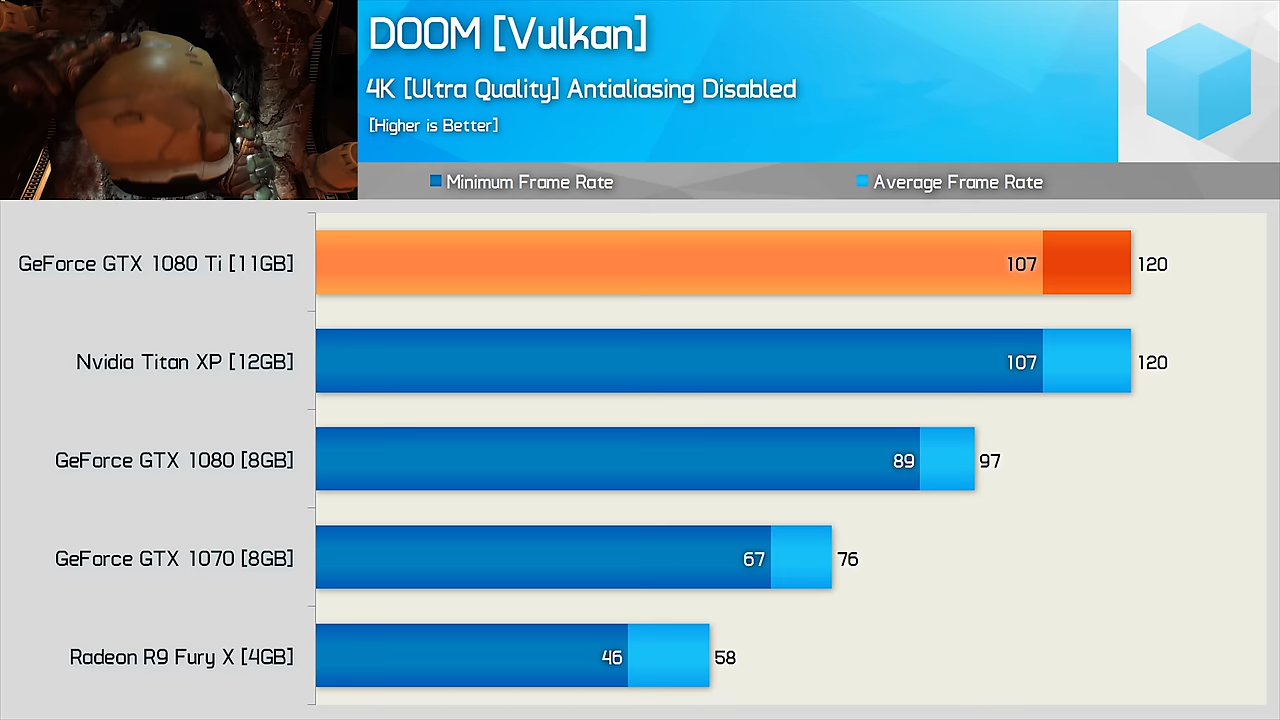 DOOM [Vulkan]
4K [Ultra Quality] Antialiasing Disabled
[Higher is Better]
Minimum Frame Rate
Average Frame Rate
GeForce GTX 1080 Ti [11GB] 107 120
Nvidia Titan XP [12GB] 107 120
GeForce GTX 1080 [8GB] 89 97
GeForce GTX 1070 [8GB] 67 76
Radeon R9 Fury X [4GB] 46 58